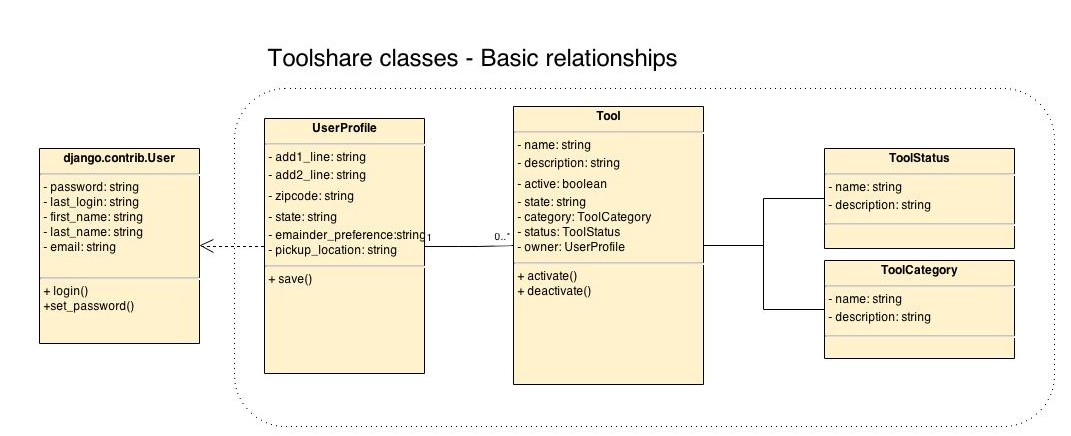 Toolshare classes - Basic relationships
django.contrib.User
- password: string
- last_login: string
- first_name: string
- last_name: string
- email: string
+ login()
+set_password()
UserProfile
- add1_line: string
- add2_line: string
- zipcode: string
- state: string
- emainder_preference:string
- pickup_location: string
+ save()
1
0..*
Tool
- name: string
- description: string
- active: boolean
- state: string
- category: ToolCategory
- status: ToolStatus
- owner: UserProfile
+ activate()
+ deactivate()
ToolStatus
- name: string
- description: string
ToolCategory
- name: string
- description: string